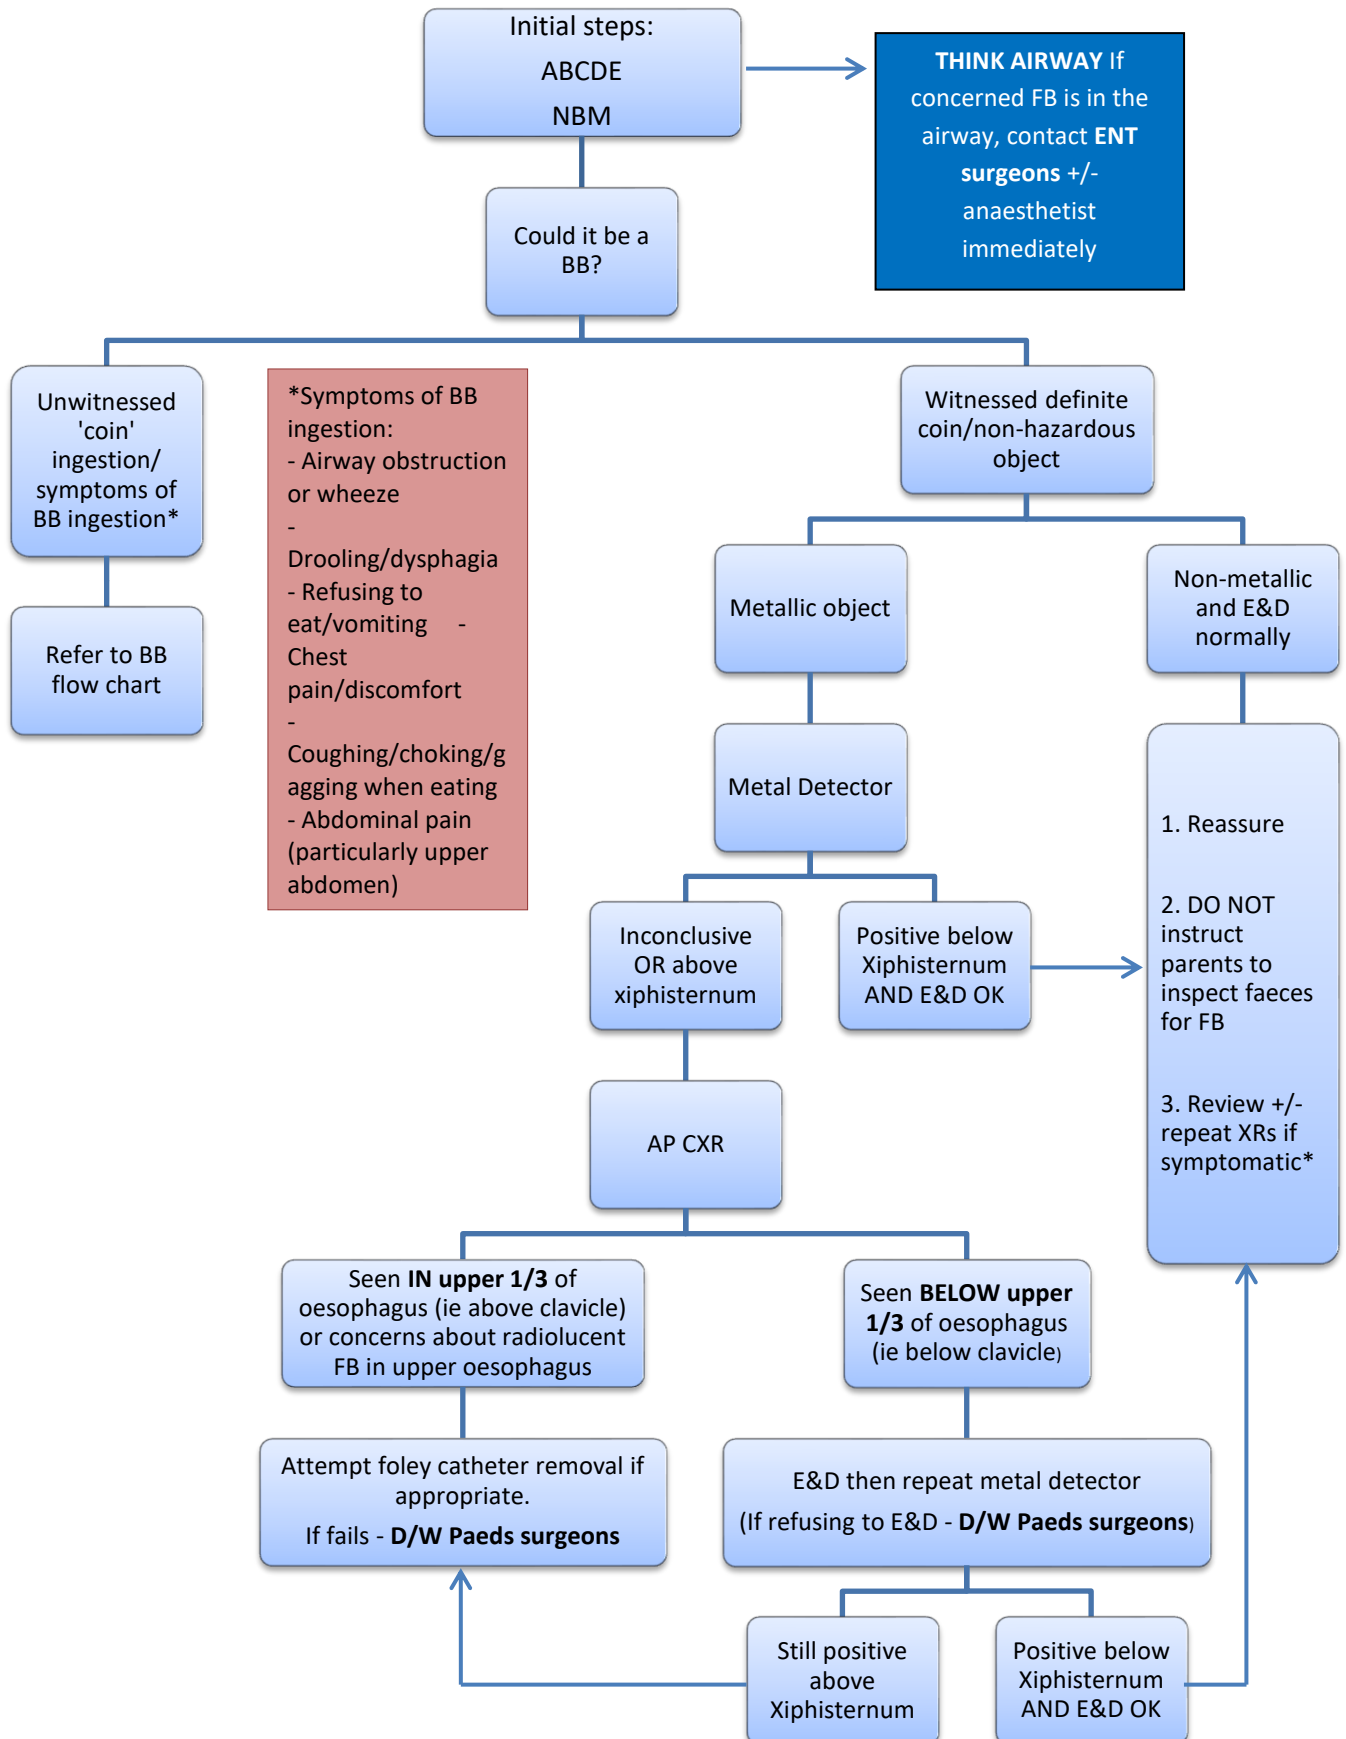 Initial steps:
ABCDE
NBM
THINK AIRWAY If
concerned FB is in the
airway, contact ENT
surgeons +/-
anaesthetist
immediately
Could it be a
BB?
Unwitnessed
'coin'
ingestion/
symptoms of
BB ingestion*
Refer to BB
flow chart
*Symptoms of BB
ingestion:
- Airway obstruction
or wheeze
-
Drooling/dysphagia
- Refusing to
eat/vomiting -
Chest
pain/discomfort
-
Coughing/choking/g
agging when eating
- Abdominal pain
(particularly upper
abdomen)
Witnessed definite
coin/non-hazardous
object
Metallic object
Non-metallic
and E&D
normally
Metal Detector
Inconclusive
OR above
xiphisternum
Positive below
Xiphisternum
AND E&D OK
1. Reassure
2. DO NOT
instruct
parents to
inspect faeces
for FB
3. Review +/-
repeat XRs if
symptomatic*
AP CXR
Seen IN upper 1/3 of
oesophagus (ie above clavicle)
or concerns about radiolucent
FB in upper oesophagus
Seen BELOW upper
1/3 of oesophagus
(ie below clavicle)
Attempt foley catheter removal if
appropriate.
If fails - D/W Paeds surgeons
E&D then repeat metal detector
(If refusing to E&D - D/W Paeds surgeons)
Still positive
above
Xiphisternum
Positive below
Xiphisternum
AND E&D OK